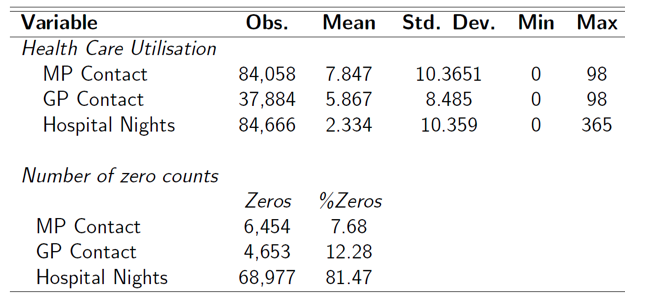 Variable Obs. Mean Std. Dev. Min Max
Health Care Utilisation
MP Contact 84,058 7.847 10.3651 0 98
GP Contact 37,884 5.867 8.485 0 98
Hospital Nights 84,666 2.334 10.359 0 365
Number of zero counts
Zeros %Zeros
MP Contact 6,454 7.68
GP Contact 4,653 12.28
Hospital Nights 68,977 81.47